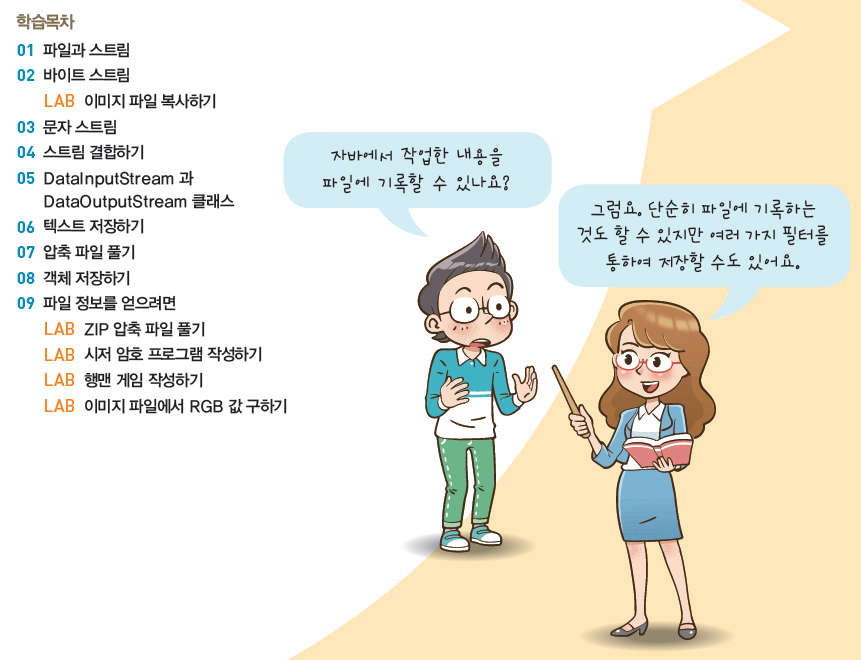 학습목차
01 파일과 스트림
02 바이트 스트림
LAB 이미지 파일 복사하기
03 문자 스트림
04 스트림 결합하기
05 DataInputStream 과
DataOutputStream 클래스
06 텍스트 저장하기
07 압축 파일 풀기
08 객체 저장하기
09 파일 정보를 얻으려면
LAB ZIP 압축 파일 풀기
LAB 시저 암호 프로그램 작성하기
LAB 행맨 게임 작성하기
LAB 이미지 파일에서 RGB 값 구하기
자바에서 작업한 내용을
파일에 기록할 수 있나요?
그럼요. 단순히 파일에 기록하는
것도 할 수 있지만 여러 가지 필터를
통하여 저장할 수도 있어요.